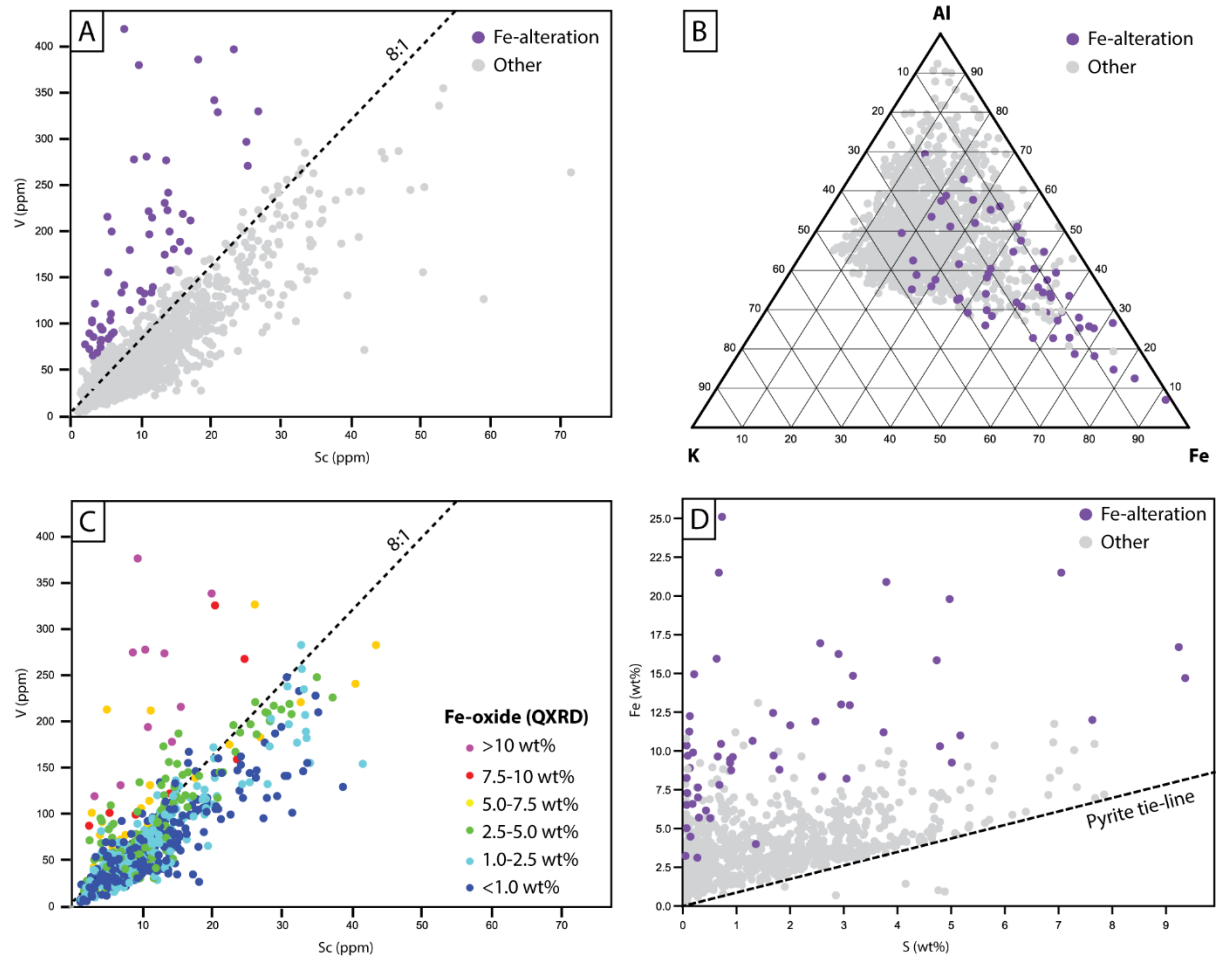 A
8:1
Fe-alteration
Other
400
350
300
250
200
150
100
50
0
V (ppm)
0 10 20 30 40 50 60 70
Sc (ppm)
B
Al
Fe-alteration
Other
10 90
20 80
30 70
40 60
50 50
60 40
70 30
80 20
90 10
10 20 30 40 50 60 70 80 90
K Fe
C
8:1
400
350
300
250
200
150
100
50
0
V (ppm)
Fe-oxide (QXRD)
>10 wt%
7.5-10 wt%
5.0-7.5 wt%
2.5-5.0 wt%
1.0-2.5 wt%
<1.0 wt%
10 20 30 40 50 60 70
Sc (ppm)
D
Fe-alteration
Other
25.0
22.5
20.0
17.5
15.0
12.5
10.0
7.5
5.0
2.5
0.0
Fe (wt%)
Pyrite tie-line
0 1 2 3 4 5 6 7 8 9
S (wt%)